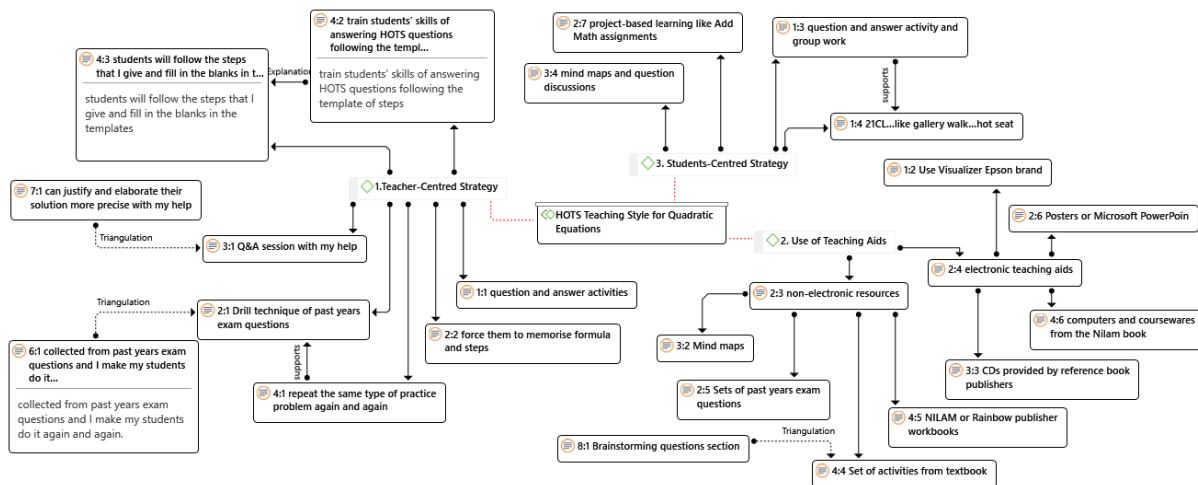 4:2 train students’ skills of
answering HOTS questions
following the templ...
train students’ skills of answering
HOTS questions following the
template of steps
4:3 students will follow the steps
that I give and fill in the blanks in t...
students will follow the steps that I
give and fill in the blanks in the
templates
Explanation
2:7 project-based learning like Add
Math assignments
1:3 question and answer activity and
group work
3:4 mind maps and question
discussions
supports
1:4 21CL...like gallery walk...hot seat
3. Students-Centred Strategy
1:2 Use Visualizer Epson brand
7:1 can justify and elaborate their
solution more precise with my help
1.Teacher-Centred Strategy
HOTS Teaching Style for Quadratic
Equations
2:6 Posters or Microsoft PowerPoin
Triangulation
3:1 Q&A session with my help
2. Use of Teaching Aids
2:4 electronic teaching aids
1:1 question and answer activities
2:3 non-electronic resources
Triangulation
2:1 Drill technique of past years
exam questions
2:2 force them to memorise formula
and steps
3:2 Mind maps
4:6 computers and coursewares
from the Nilam book
6:1 collected from past years exam
questions and I make my students
do it...
collected from past years exam
questions and I make my students
do it again and again.
supports
4:1 repeat the same type of practice
problem again and again
2:5 Sets of past years exam
questions
3:3 CDs provided by reference book
publishers
4:5 NILAM or Rainbow publisher
workbooks
8:1 Brainstorming questions section
Triangulation
4:4 Set of activities from textbook